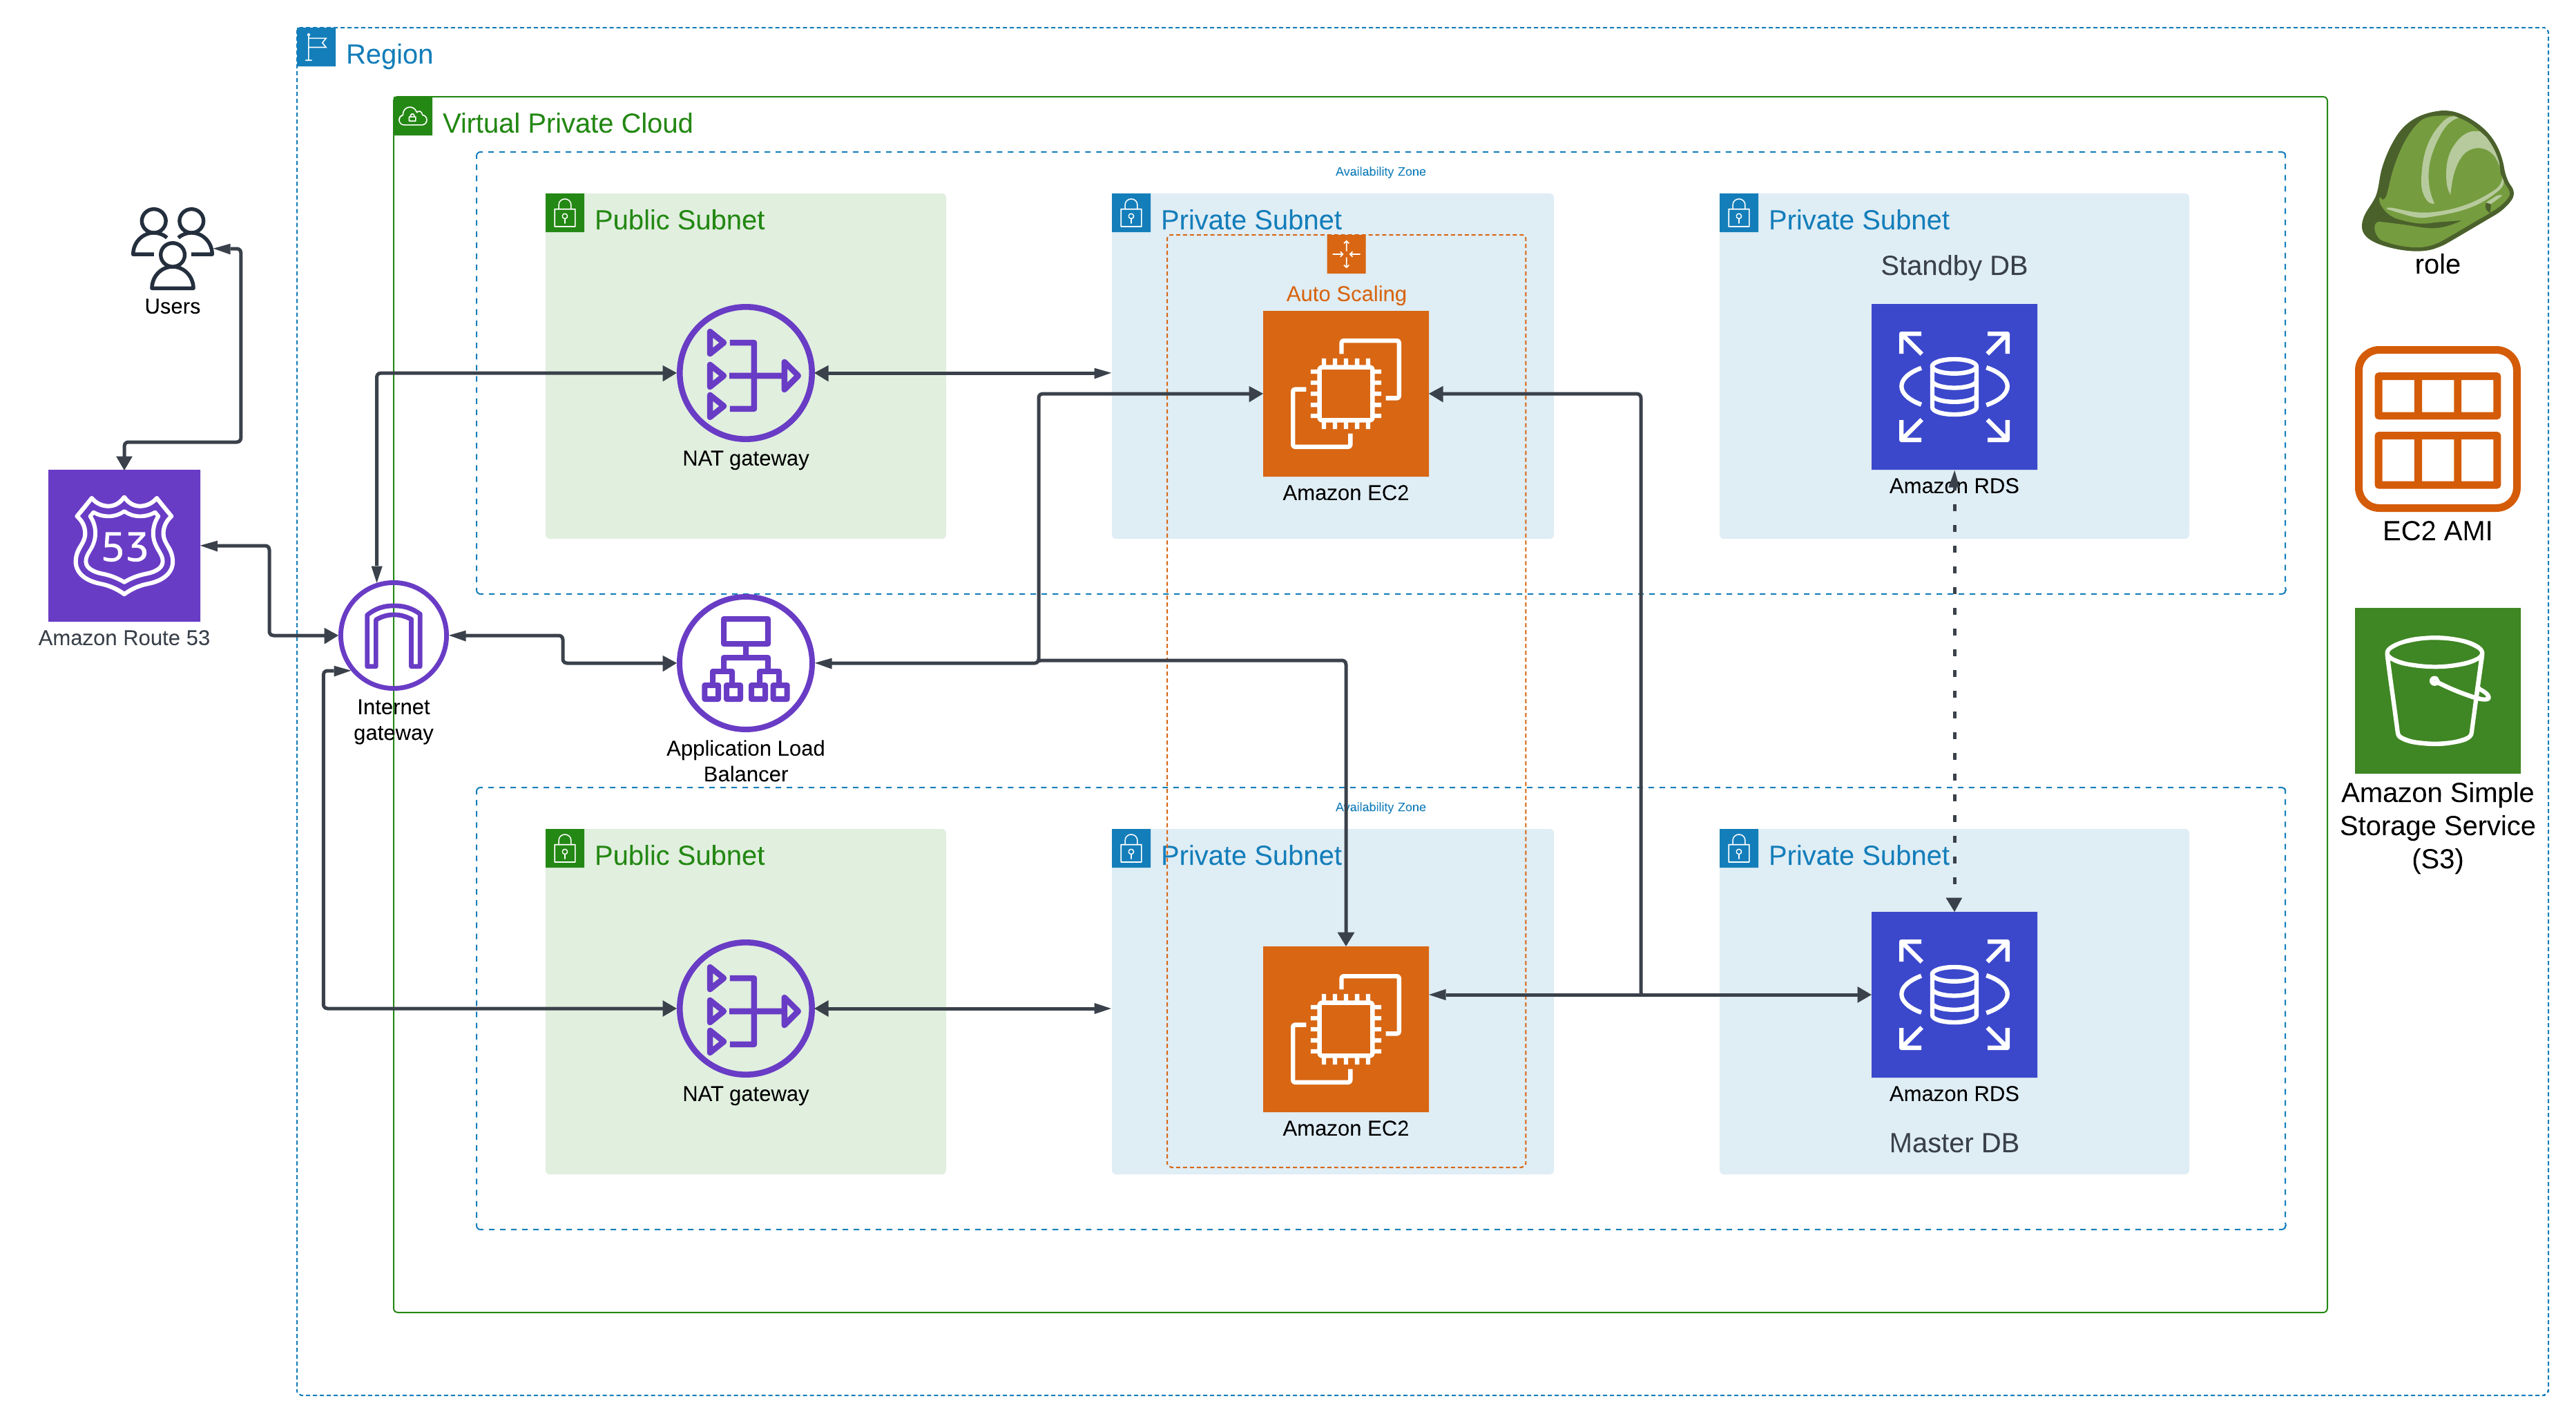 Region
Virtual Private Cloud
Availability Zone
Public Subnet
Private Subnet
Private Subnet
Standby DB
role
Auto Scaling
Users
NAT gateway
Amazon EC2
Amazon RDS
EC2 AMI
53
Amazon Route 53
Internet
gateway
Application Load
Balancer
Amazon Simple
Storage Service
(S3)
Availability Zone
Public Subnet
Private Subnet
Private Subnet
NAT gateway
Amazon EC2
Amazon RDS
Master DB